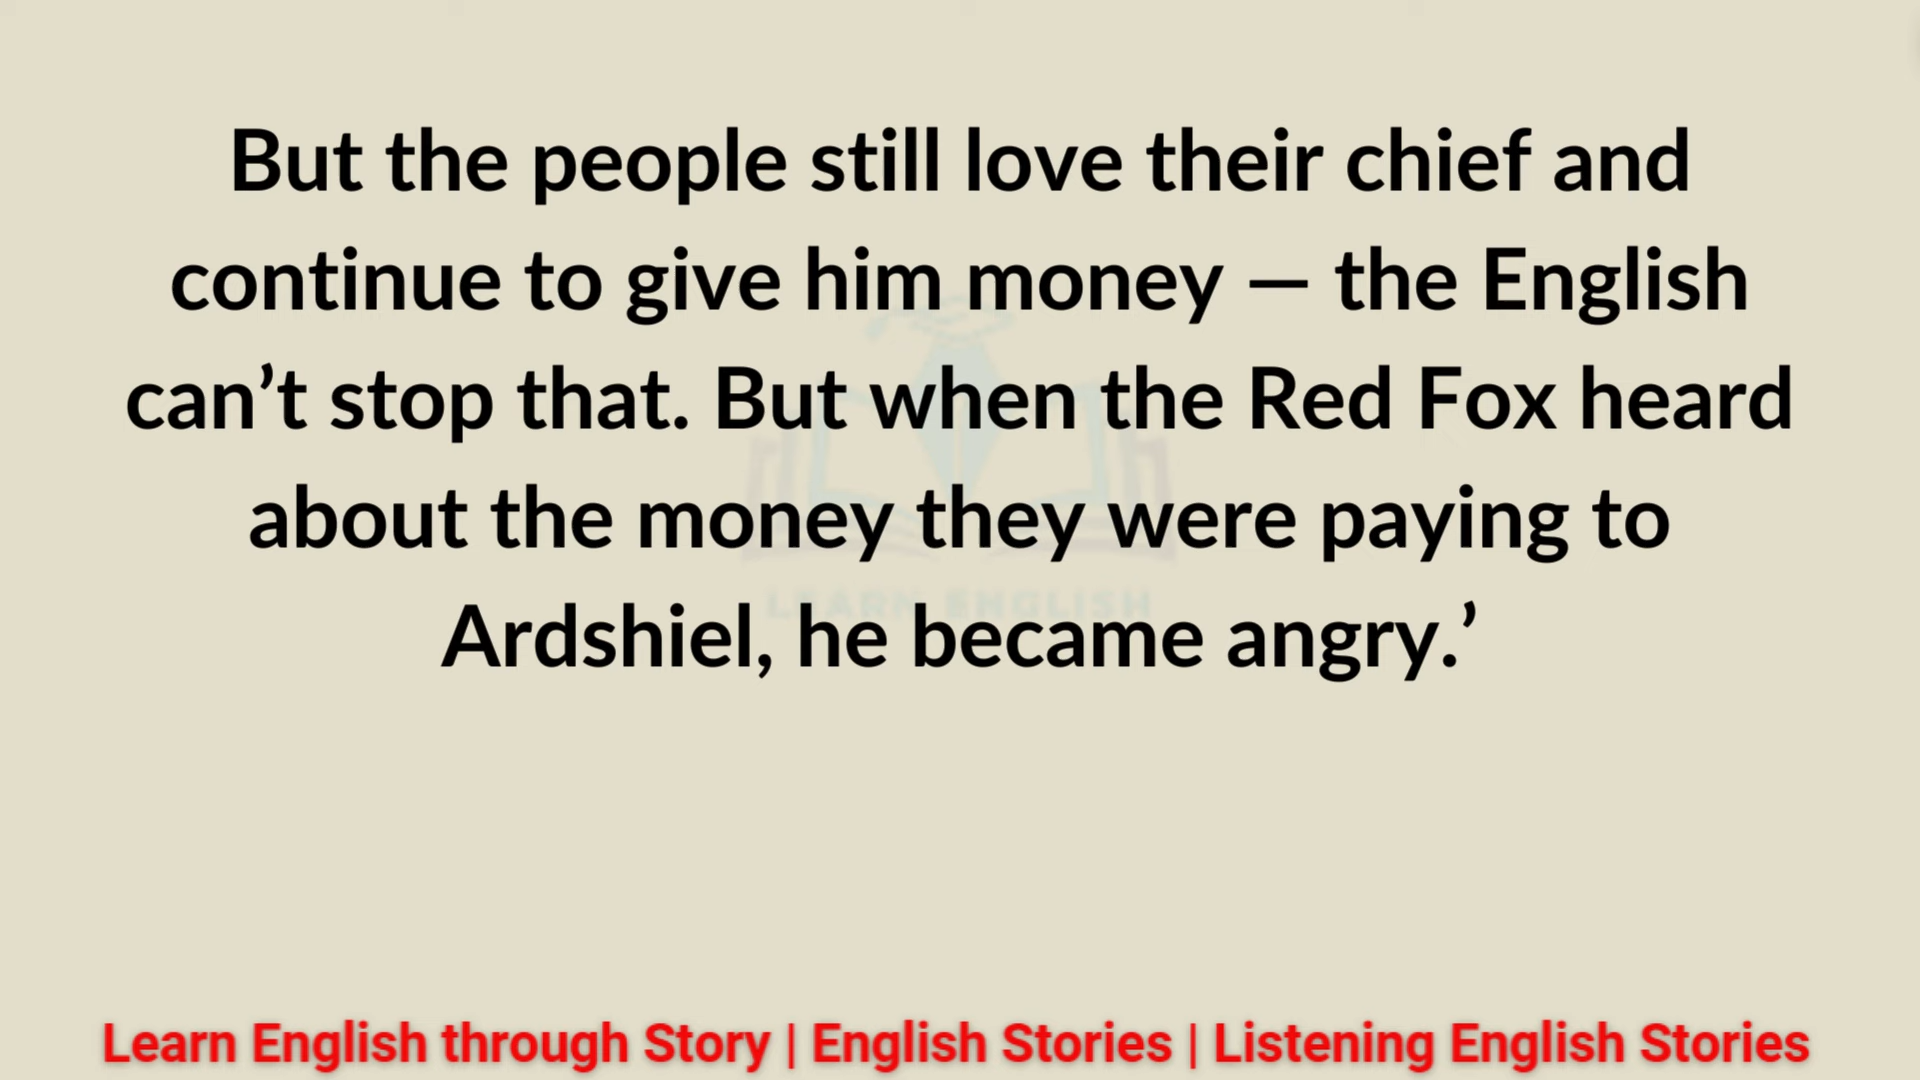 But the people still love their chief and
continue to give him money — the English
can’t stop that. But when the Red Fox heard
about the money they were paying to
Ardshiel, he became angry.’
LEARN ENGLISH
Learn English through Story | English Stories | Listening English Stories